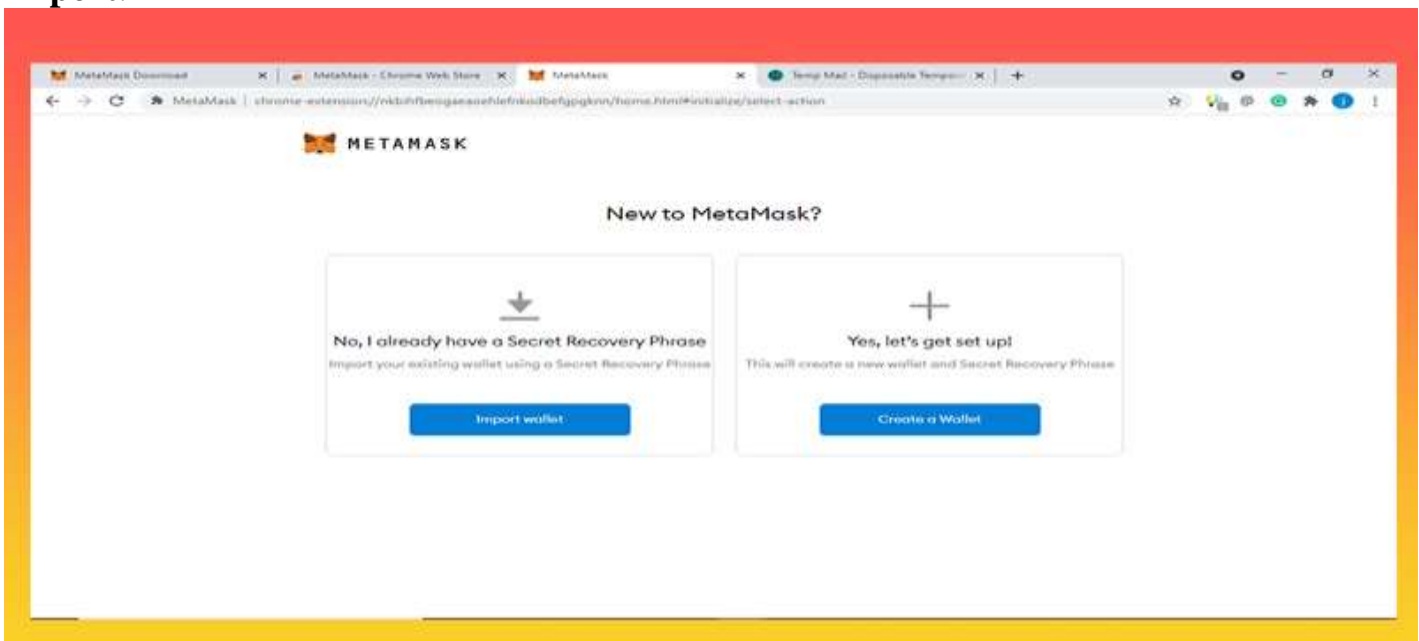 MetaMask Download
MetaMask - Chrome Web Store
MetaMask
Temp Mail - Disposable Tempor
MetaMask
METAMASK
New to MetaMask?
No, I already have a Secret Recovery Phrase
Import your existing wallet using a Secret Recovery Phrase
Import wallet
Yes, let's get set up!
This will create a new wallet and Secret Recovery Phrase
Create a Wallet